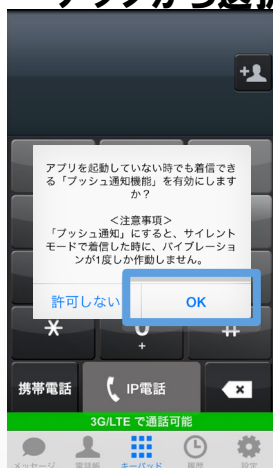 アプリを起動していない時でも着信でき
る「プッシュ通知機能」を有効にします
か？
＜注意事項＞
「プッシュ通知」にすると、サイレント
モードで着信した時に、バイブレーショ
ンが1度しか作動しません。
許可しない OK
＊ 0 #
+
携帯電話 IP電話
3G/LTE で通話可能
メッセージ 電話帳 キーパッド 履歴 設定